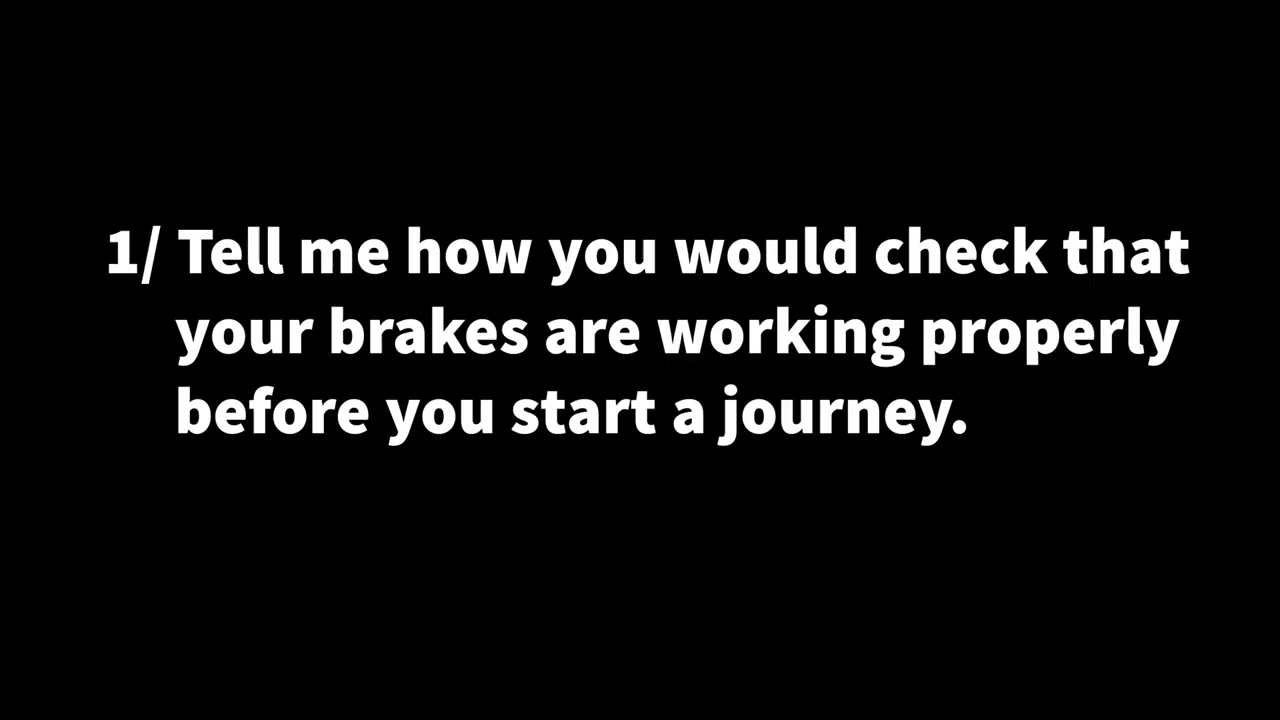 1/ Tell me how you would check that
your brakes are working properly
before you start a journey.